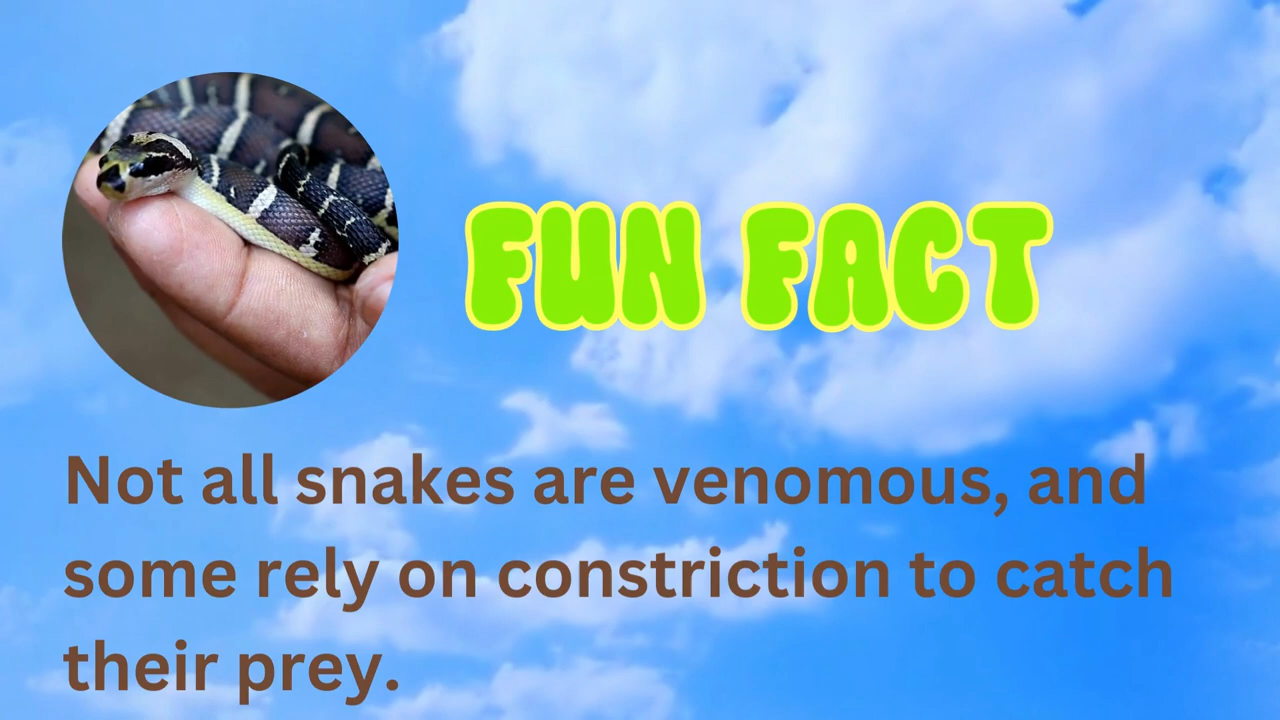 FUN FACT
Not all snakes are venomous, and
some rely on constriction to catch
their prey.